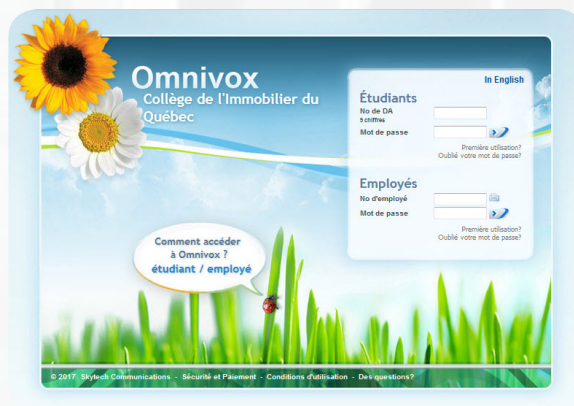 Omnivox
Collège de l'Immobilier du
Québec
In English
Étudiants
No de DA
9 chiffres
Mot de passe
Première utilisation?
Oublié votre mot de passe?
Employés
No d'employé
Mot de passe
Première utilisation?
Oublié votre mot de passe?
Comment accéder
à Omnivox ?
étudiant / employé
© 2017 Skytech Communications - Sécurité et Paiement - Conditions d'utilisation - Des questions?